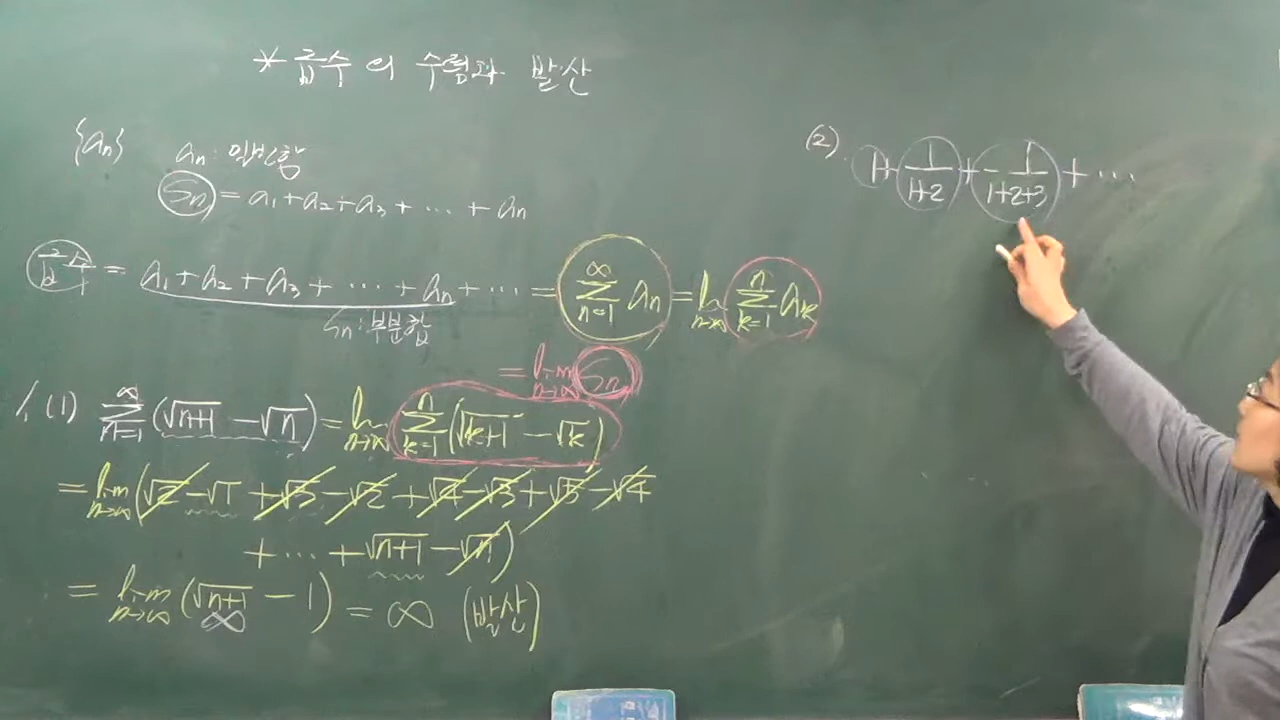 * 급수의 수렴과 발산
{aₙ} aₙ: 일반항
Sₙ = a₁ + a₂ + a₃ + ⋯ + aₙ
급수 = a₁ + a₂ + a₃ + ⋯ + aₙ + ⋯ = ∑_{n=1}^{∞} aₙ = lim_{n→∞} ∑_{k=1}^{n} aₖ
Sₙ: 부분합
= lim_{n→∞} Sₙ
1. (1) ∑_{n=1}^{∞} (√(n+1) − √n) = lim_{n→∞} ∑_{k=1}^{n} (√(k+1) − √k)
= lim_{n→∞} (√2 − √1 + √3 − √2 + √4 − √3 + √5 − √4
+ ⋯ + √(n+1) − √n)
= lim_{n→∞} (√(n+1) − 1) = ∞ (발산)
∞
(2). 1 + 1/(1+2) + 1/(1+2+3) + ⋯